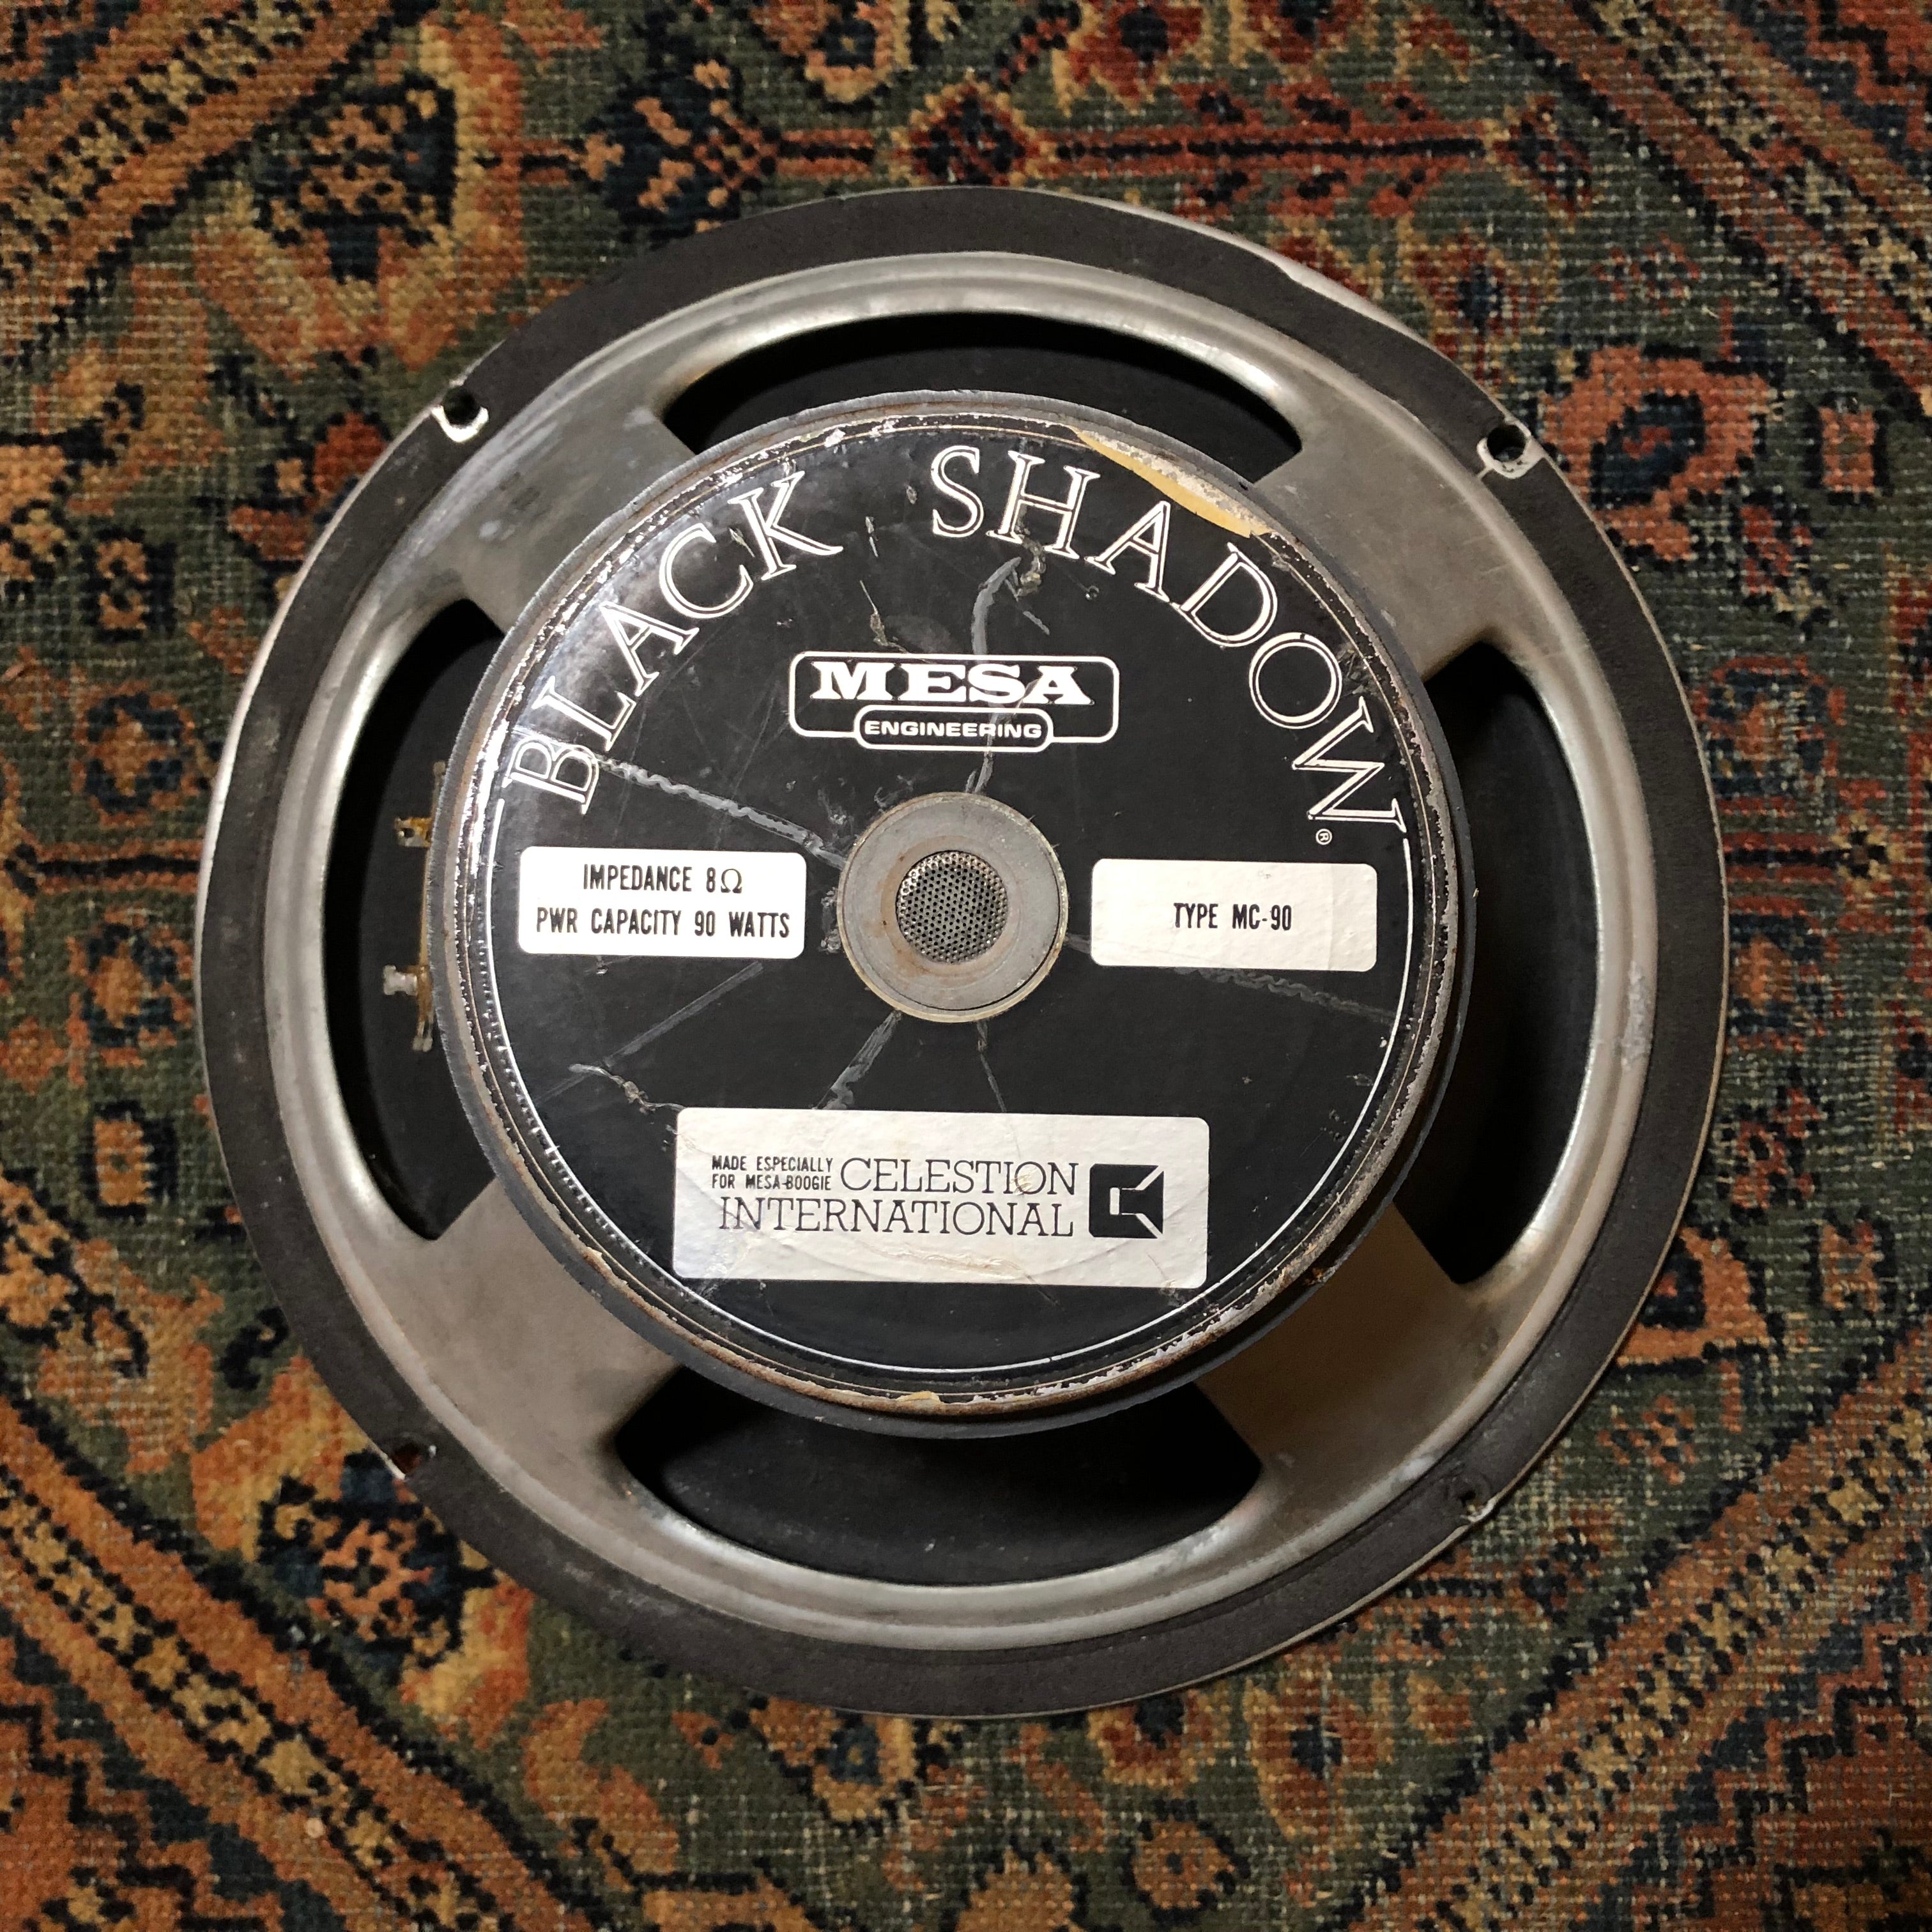 BLACK SHADOW®
MESA
ENGINEERING
IMPEDANCE 8Ω
PWR CAPACITY 90 WATTS
TYPE MC-90
MADE ESPECIALLY
FOR MESA-BOOGIE
CELESTION
INTERNATIONAL